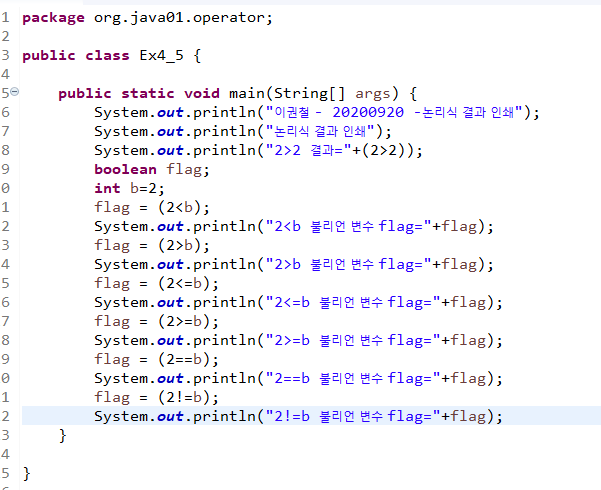 1 package org.java01.operator;
2
3 public class Ex4_5 {
4
5 public static void main(String[] args) {
6 System.out.println("이권철 - 20200920 -논리식 결과 인쇄");
7 System.out.println("논리식 결과 인쇄");
8 System.out.println("2>2 결과="+(2>2));
9 boolean flag;
0 int b=2;
1 flag = (2<b);
2 System.out.println("2<b 불리언 변수 flag="+flag);
3 flag = (2>b);
4 System.out.println("2>b 불리언 변수 flag="+flag);
5 flag = (2<=b);
6 System.out.println("2<=b 불리언 변수 flag="+flag);
7 flag = (2>=b);
8 System.out.println("2>=b 불리언 변수 flag="+flag);
9 flag = (2==b);
0 System.out.println("2==b 불리언 변수 flag="+flag);
1 flag = (2!=b);
2 System.out.println("2!=b 불리언 변수 flag="+flag);
3 }
4
5 }